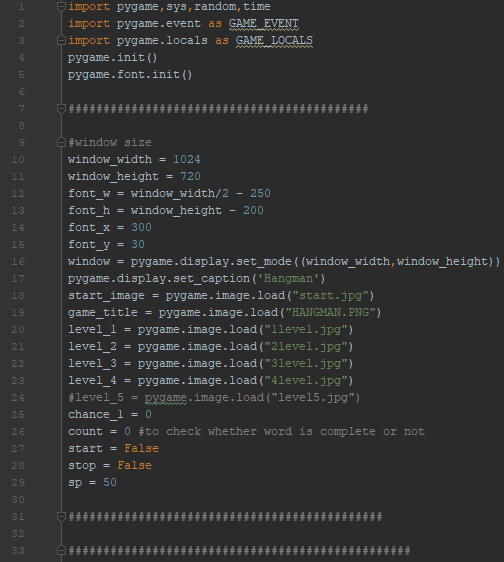 1 import pygame,sys,random,time
2 import pygame.event as GAME_EVENT
3 import pygame.locals as GAME_LOCALS
4 pygame.init()
5 pygame.font.init()
6
7 ###########################################
8
9 #window size
10 window_width = 1024
11 window_height = 720
12 font_w = window_width/2 - 250
13 font_h = window_height - 200
14 font_x = 300
15 font_y = 30
16 window = pygame.display.set_mode((window_width,window_height))
17 pygame.display.set_caption('Hangman')
18 start_image = pygame.image.load("start.jpg")
19 game_title = pygame.image.load("HANGMAN.PNG")
20 level_1 = pygame.image.load("1level.jpg")
21 level_2 = pygame.image.load("2level.jpg")
22 level_3 = pygame.image.load("3level.jpg")
23 level_4 = pygame.image.load("4level.jpg")
24 #level_5 = pygame.image.load("level5.jpg")
25 chance_1 = 0
26 count = 0 #to check whether word is complete or not
27 start = False
28 stop = False
29 sp = 50
30
31 #############################################
32
33 #################################################